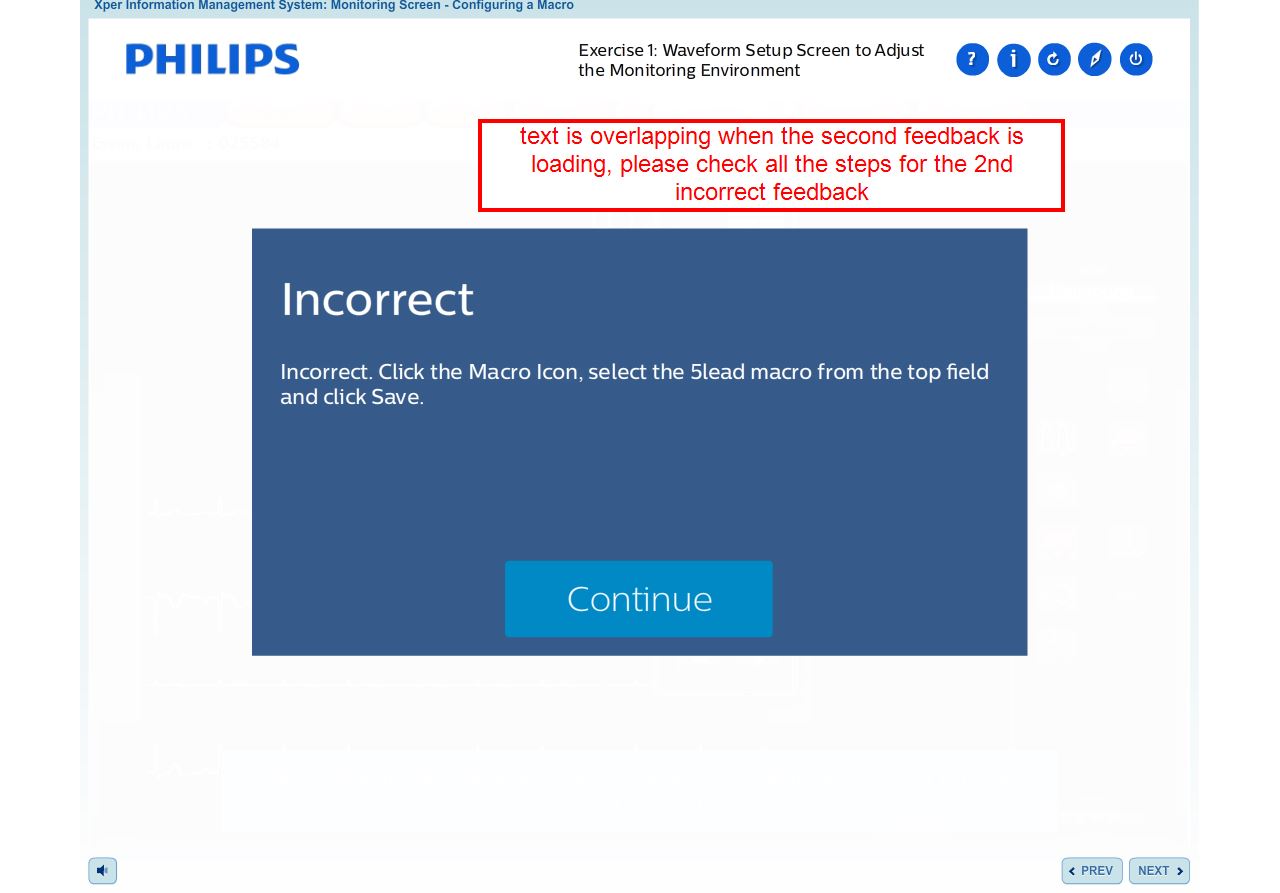 Xper Information Management System: Monitoring Screen - Configuring a Macro
PHILIPS
Exercise 1: Waveform Setup Screen to Adjust
the Monitoring Environment
? i
text is overlapping when the second feedback is
loading, please check all the steps for the 2nd
incorrect feedback
Incorrect
Incorrect. Click the Macro Icon, select the 5lead macro from the top field
and click Save.
Continue
PREV
NEXT